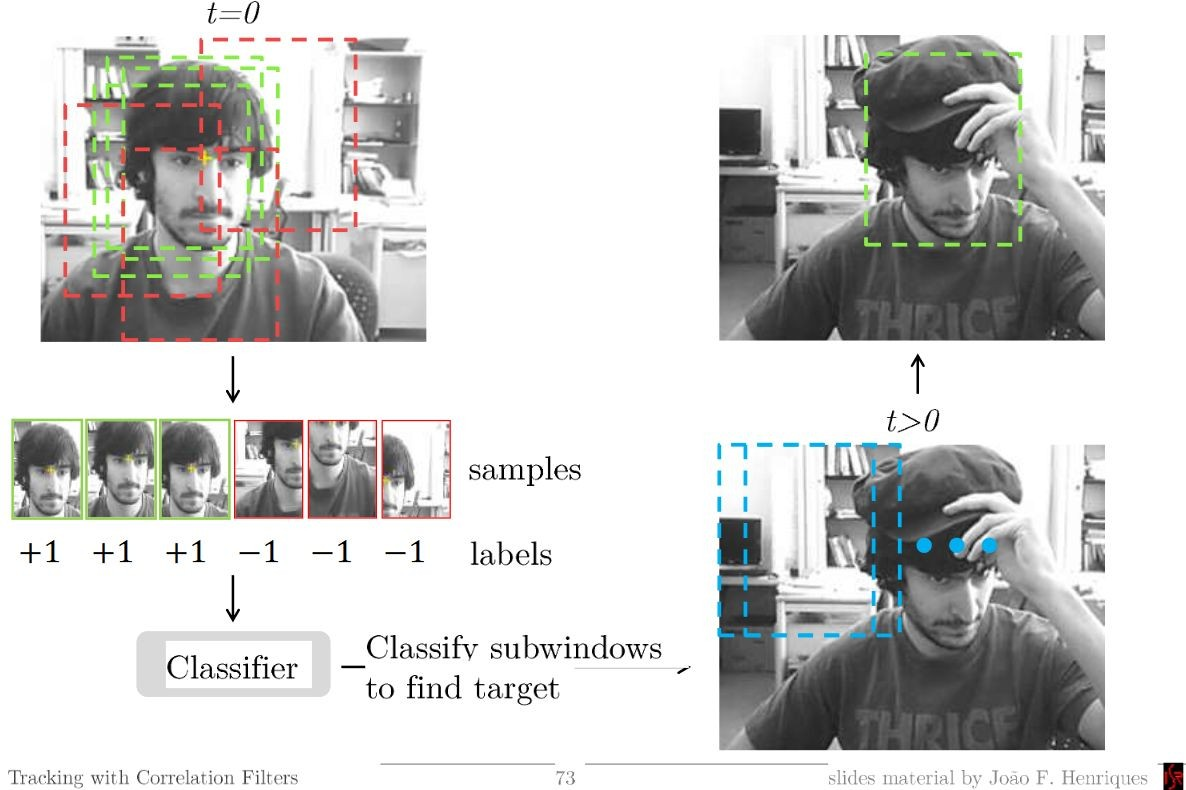 t=0
samples
+1 +1 +1 −1 −1 −1
labels
Classifier
Classify subwindows
to find target
t>0
THRICE
THRICE
Tracking with Correlation Filters
73
slides material by João F. Henriques